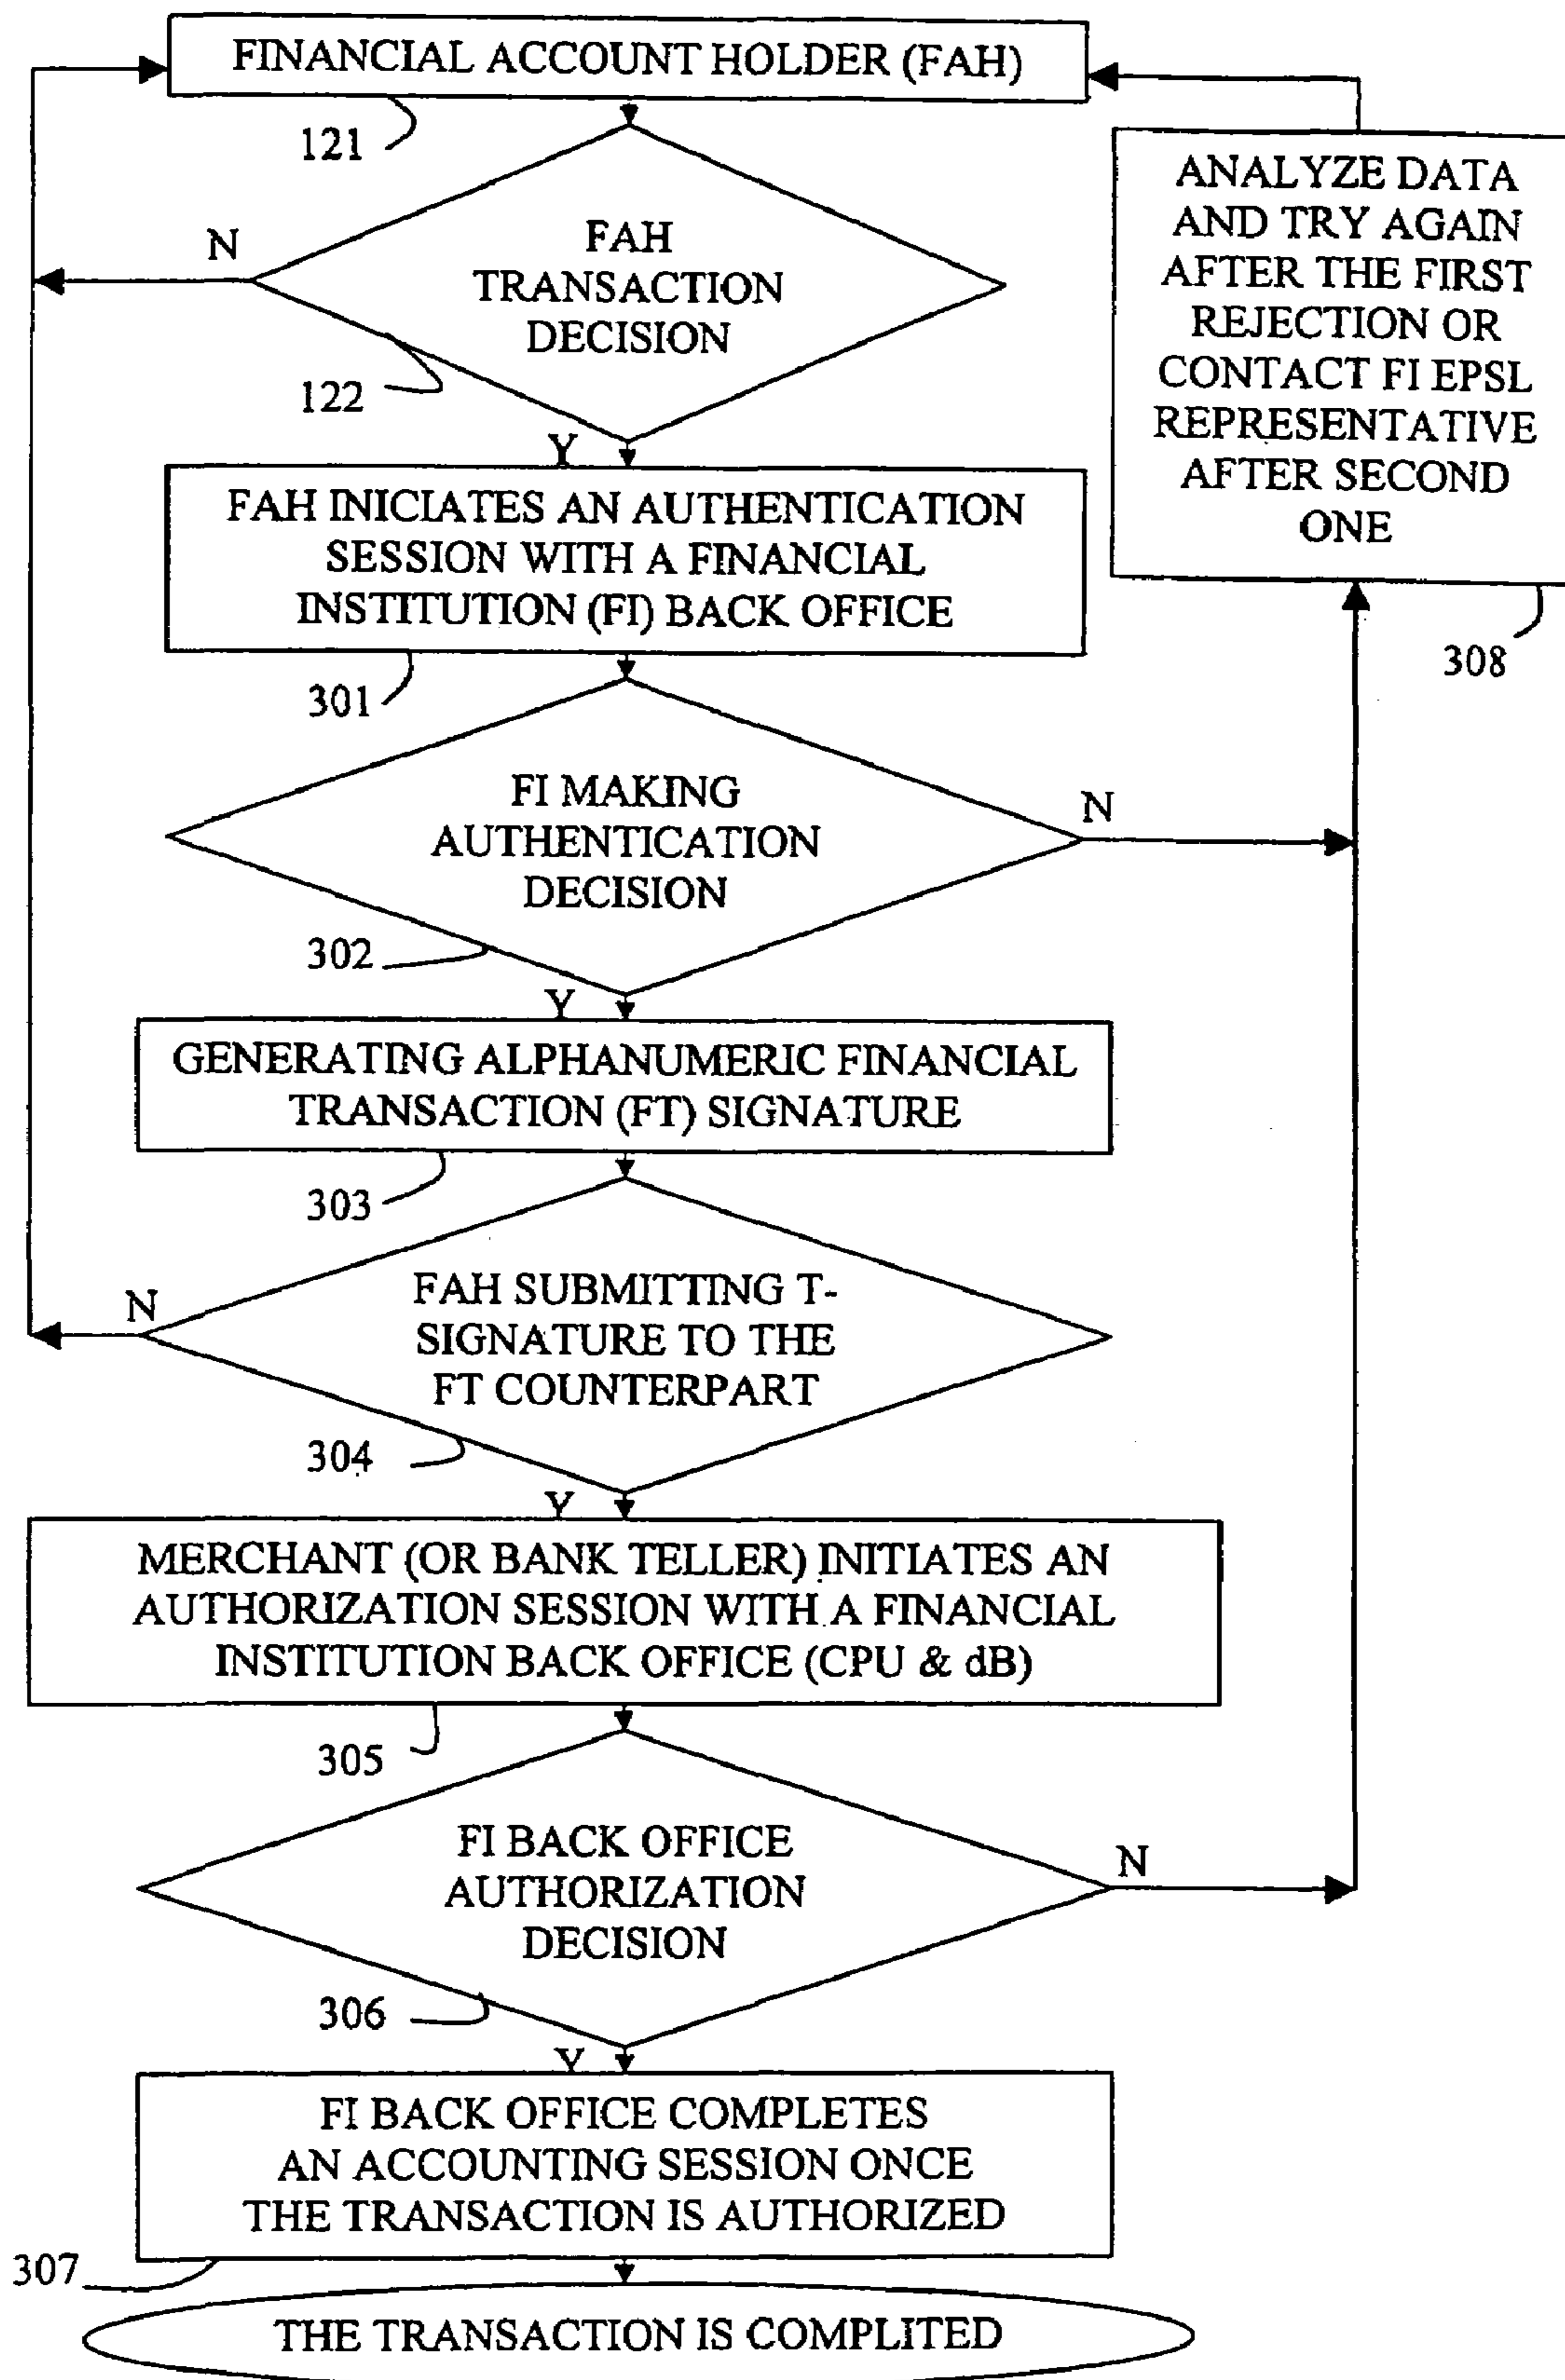 FINANCIAL ACCOUNT HOLDER (FAH)
121
FAH
TRANSACTION
DECISION
N
122
Y
ANALYZE DATA
AND TRY AGAIN
AFTER THE FIRST
REJECTION OR
CONTACT FI EPSL
REPRESENTATIVE
AFTER SECOND
ONE
308
FAH INICIATES AN AUTHENTICATION
SESSION WITH A FINANCIAL
INSTITUTION (FI) BACK OFFICE
301
FI MAKING
AUTHENTICATION
DECISION
N
302
Y
GENERATING ALPHANUMERIC FINANCIAL
TRANSACTION (FT) SIGNATURE
303
FAH SUBMITTING T-
SIGNATURE TO THE
FT COUNTERPART
N
304
Y
MERCHANT (OR BANK TELLER) INITIATES AN
AUTHORIZATION SESSION WITH A FINANCIAL
INSTITUTION BACK OFFICE (CPU & dB)
305
FI BACK OFFICE
AUTHORIZATION
DECISION
N
306
Y
FI BACK OFFICE COMPLETES
AN ACCOUNTING SESSION ONCE
THE TRANSACTION IS AUTHORIZED
307
THE TRANSACTION IS COMPLITED